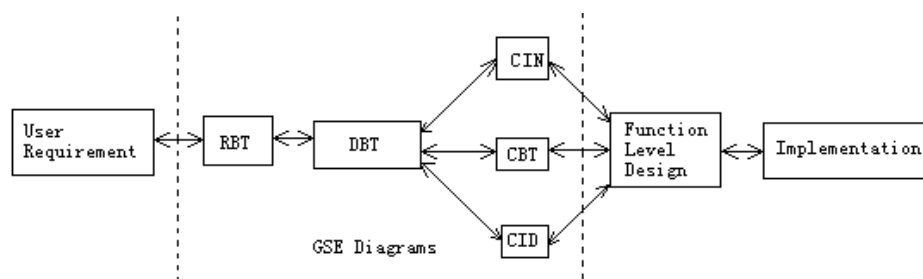 User
Requirement
RBT
DBT
CIN
CBT
CID
Function
Level
Design
Implementation
GSE Diagrams